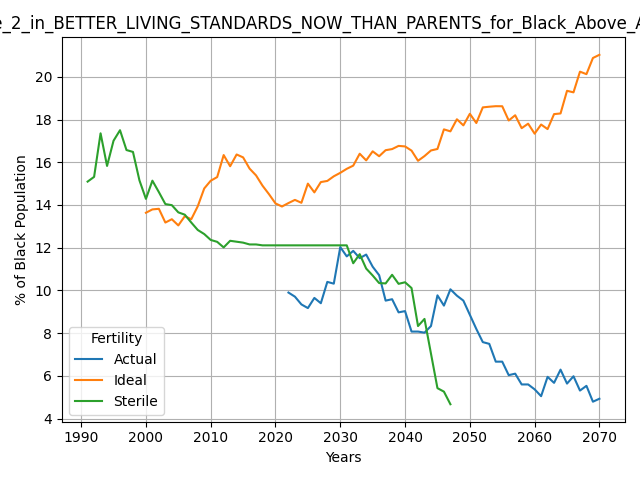 _2_in_BETTER_LIVING_STANDARDS_NOW_THAN_PARENTS_for_Black_Above_A
20
18
16
14
12
10
8
6
4
% of Black Population
Fertility
Actual
Ideal
Sterile
1990 2000 2010 2020 2030 2040 2050 2060 2070
Years